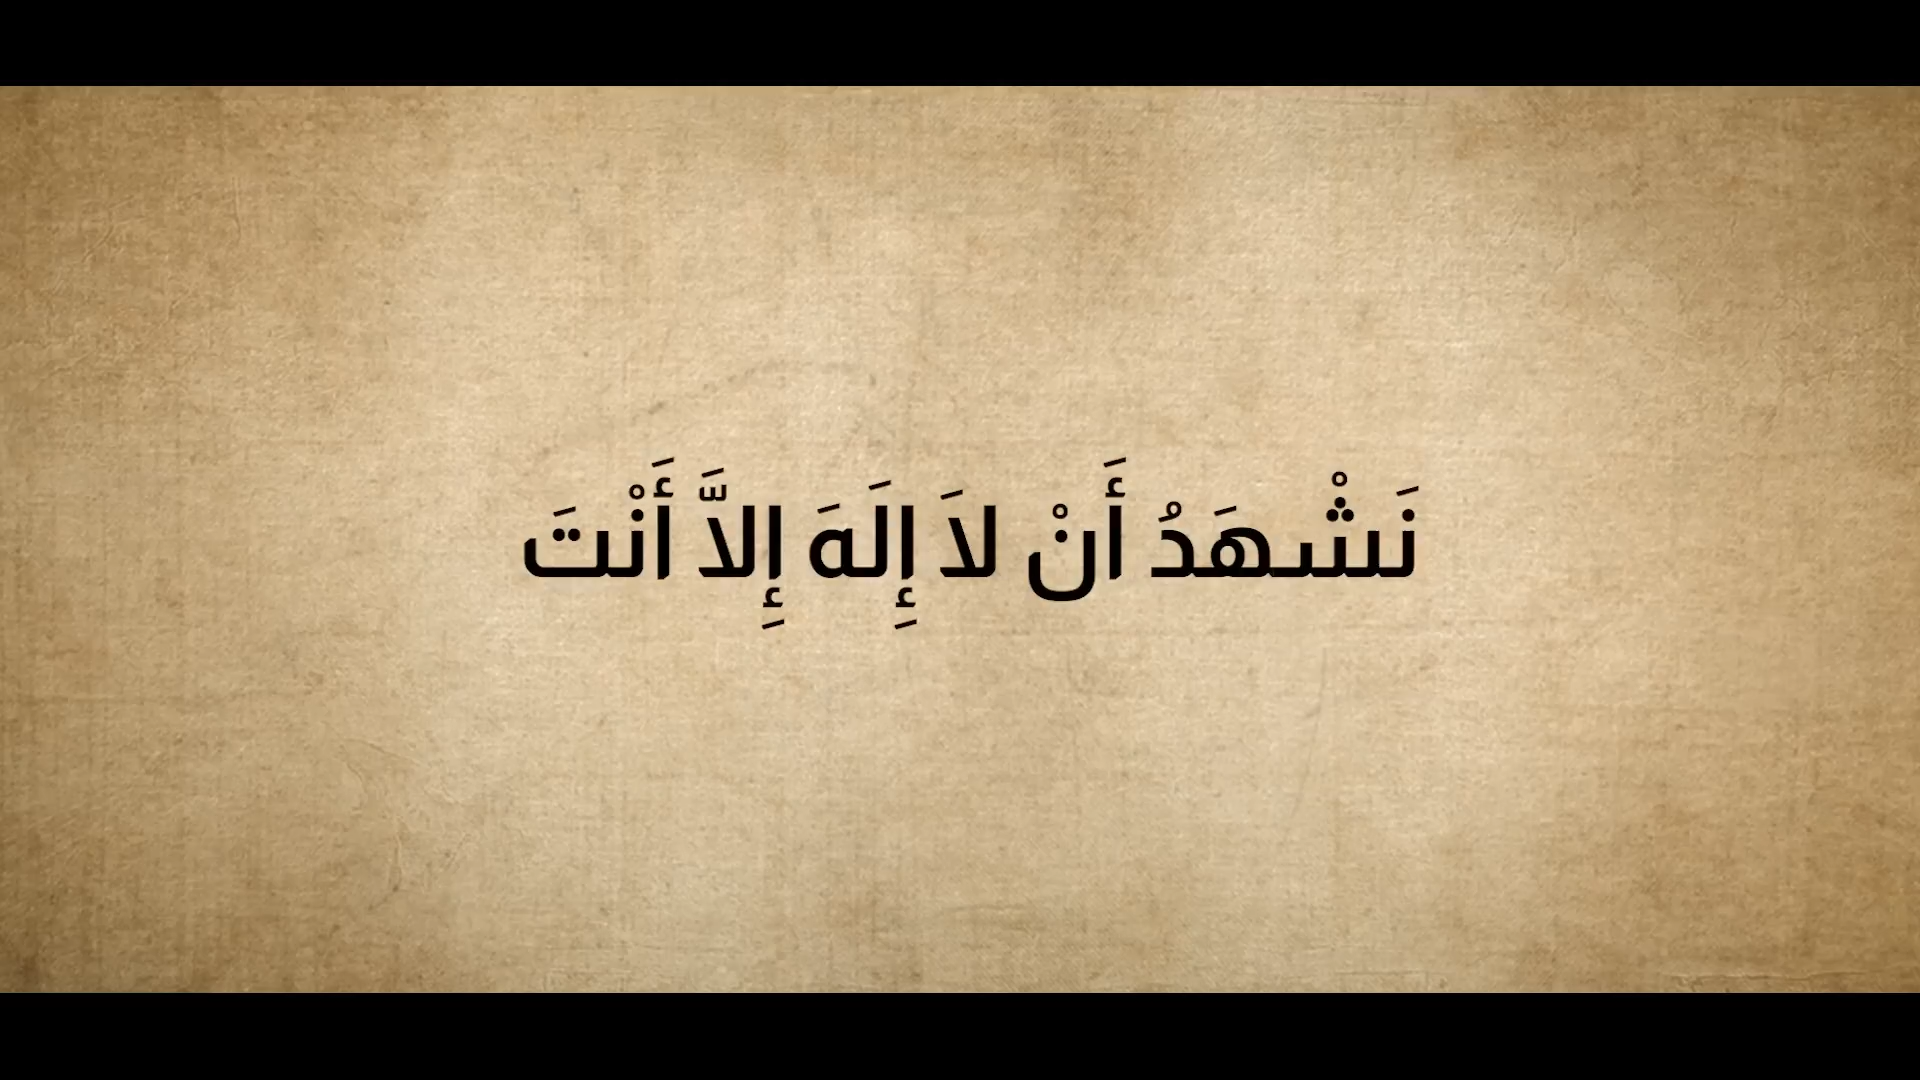 نَشْهَدُ أَنْ لاَ إِلَهَ إِلاَّ أَنْتَ